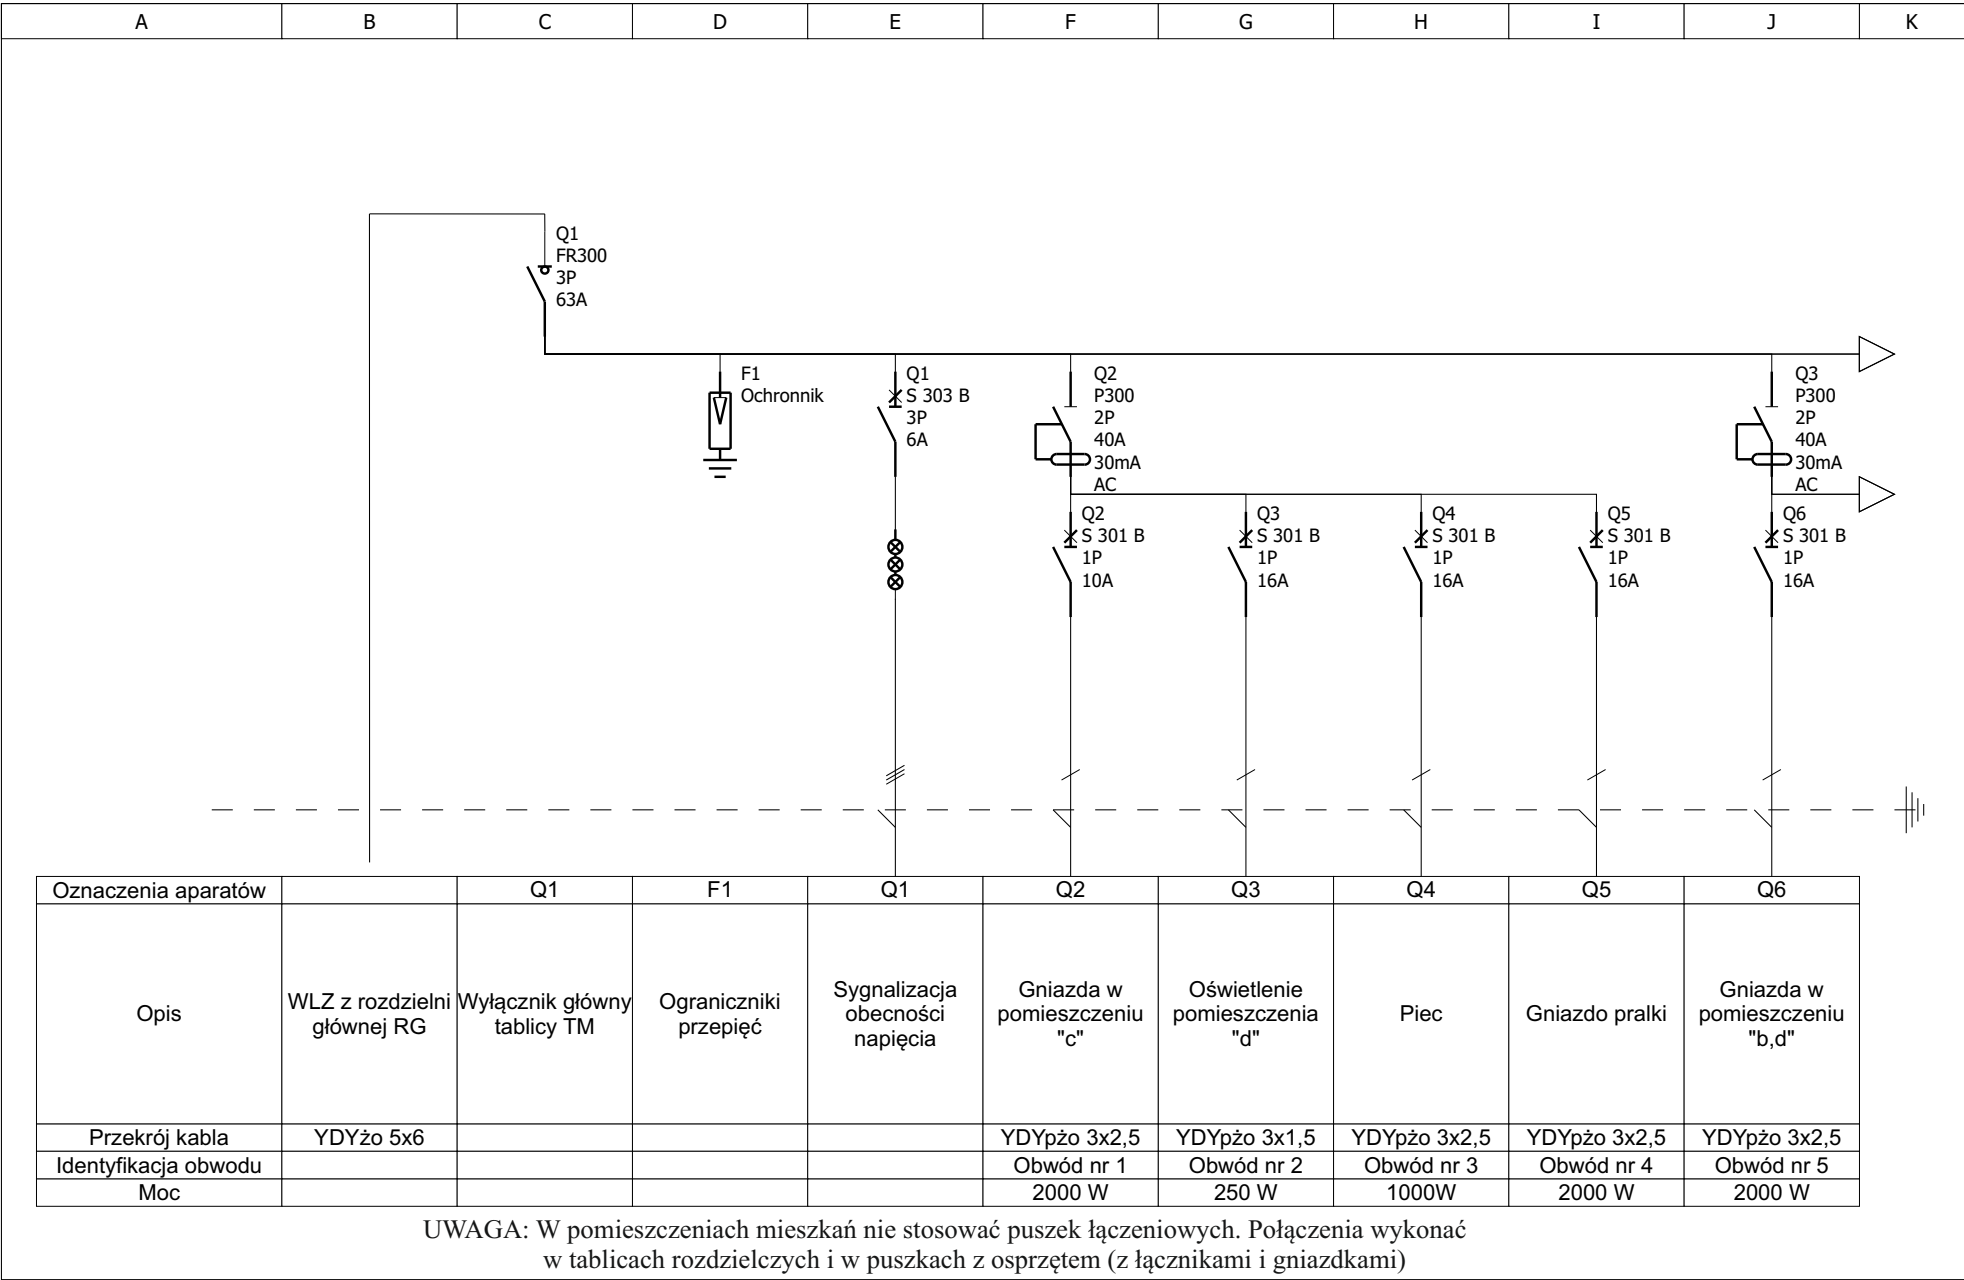 A B C D E F G H I J K
Q1
FR300
3P
63A
F1
Ochronnik
Q1
S 303 B
3P
6A
Q2
P300
2P
40A
30mA
AC
Q3
P300
2P
40A
30mA
AC
Q2
S 301 B
1P
10A
Q3
S 301 B
1P
16A
Q4
S 301 B
1P
16A
Q5
S 301 B
1P
16A
Q6
S 301 B
1P
16A
Oznaczenia aparatów Q1 F1 Q1 Q2 Q3 Q4 Q5 Q6
Opis
WLZ z rozdzielni
głównej RG
Wyłącznik główny
tablicy TM
Ograniczniki
przepięć
Sygnalizacja
obecności
napięcia
Gniazda w
pomieszczeniu
"c"
Oświetlenie
pomieszczenia
"d"
Piec
Gniazdo pralki
Gniazda w
pomieszczeniu
"b,d"
Przekrój kabla YDYżo 5x6 YDYpżo 3x2,5 YDYpżo 3x1,5 YDYpżo 3x2,5 YDYpżo 3x2,5 YDYpżo 3x2,5
Identyfikacja obwodu Obwód nr 1 Obwód nr 2 Obwód nr 3 Obwód nr 4 Obwód nr 5
Moc 2000 W 250 W 1000W 2000 W 2000 W
UWAGA: W pomieszczeniach mieszkań nie stosować puszek łączeniowych. Połączenia wykonać
w tablicach rozdzielczych i w puszkach z osprzętem (z łącznikami i gniazdkami)